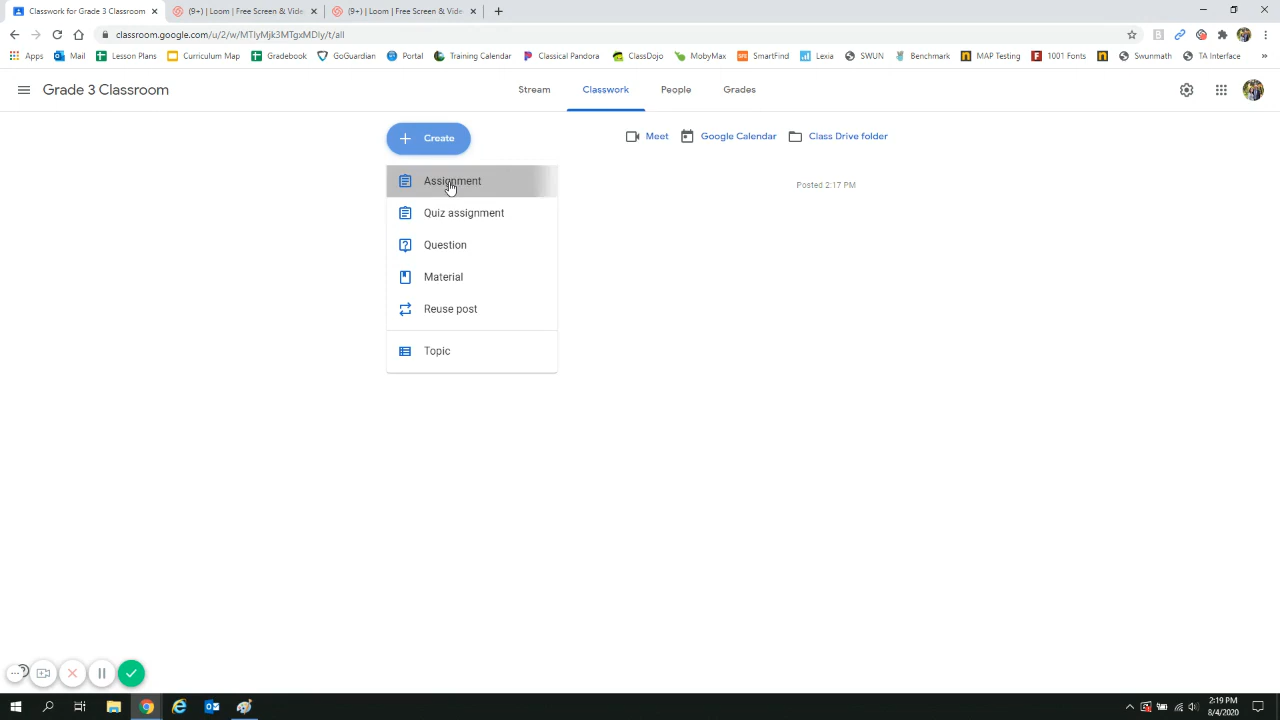 Classwork for Grade 3 Classroom
(9+) | Loom | Free Screen & Vide
(9+) | Loom | Free Screen & Vide
classroom.google.com/u/2/w/MTIyMjk3MTgxMDIy/t/all
Apps Mail Lesson Plans Curriculum Map Gradebook GoGuardian Portal Training Calendar Classical Pandora ClassDojo MobyMax SmartFind Lexia SWUN Benchmark MAP Testing 1001 Fonts Swunmath TA Interface »
Grade 3 Classroom
Stream Classwork People Grades
Create
Meet Google Calendar Class Drive folder
Assignment
Posted 2:17 PM
Quiz assignment
Question
Material
Reuse post
Topic
2:19 PM
8/4/2020